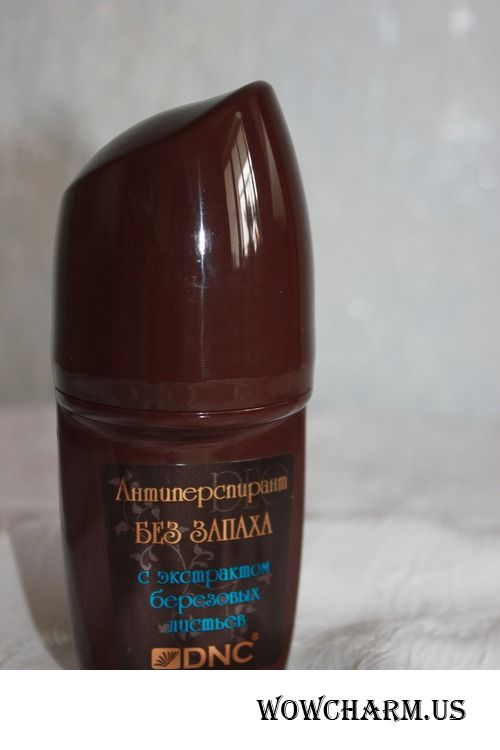 Антиперспирант
БЕЗ ЗАПАХА
с экстрактом
березовых
листьев
DNC®
WOWCHARM.US